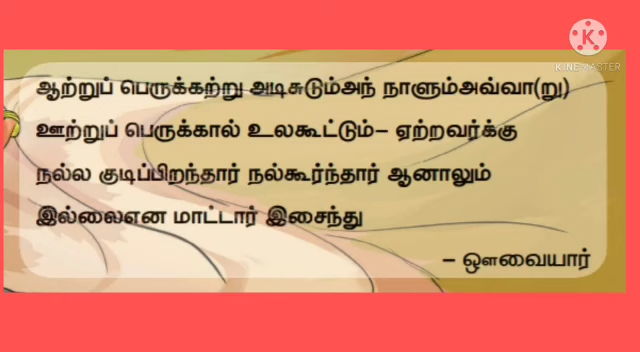 KINEMASTER
ஆற்றுப் பெருக்கற்று அடிசுடும்அந் நாளும்அவ்வா(று)
ஊற்றுப் பெருக்கால் உலகூட்டும்– ஏற்றவர்க்கு
நல்ல குடிப்பிறந்தார் நல்கூர்ந்தார் ஆனாலும்
இல்லைஎன மாட்டார் இசைந்து
– ஔவையார்